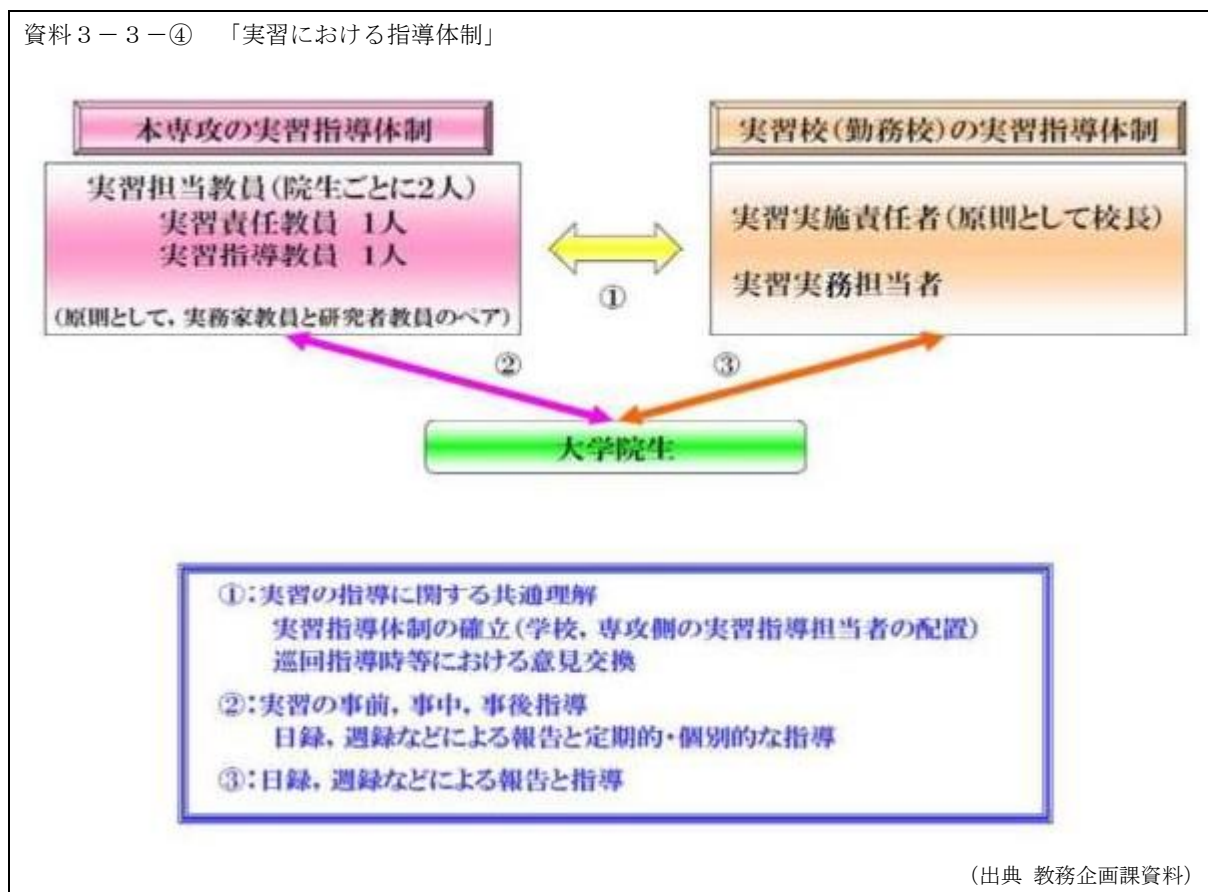 資料３－３－④　「実習における指導体制」
本専攻の実習指導体制
実習担当教員(院生ごとに2人)
実習責任教員 1人
実習指導教員 1人
(原則として,実務家教員と研究者教員のペア)
①
実習校(勤務校)の実習指導体制
実習実施責任者(原則として校長)
実習実務担当者
②
③
大学院生
①:実習の指導に関する共通理解
実習指導体制の確立(学校,専攻側の実習指導担当者の配置)
巡回指導時等における意見交換
②:実習の事前,事中,事後指導
日録,週録などによる報告と定期的・個別的な指導
③:日録,週録などによる報告と指導
（出典 教務企画課資料）